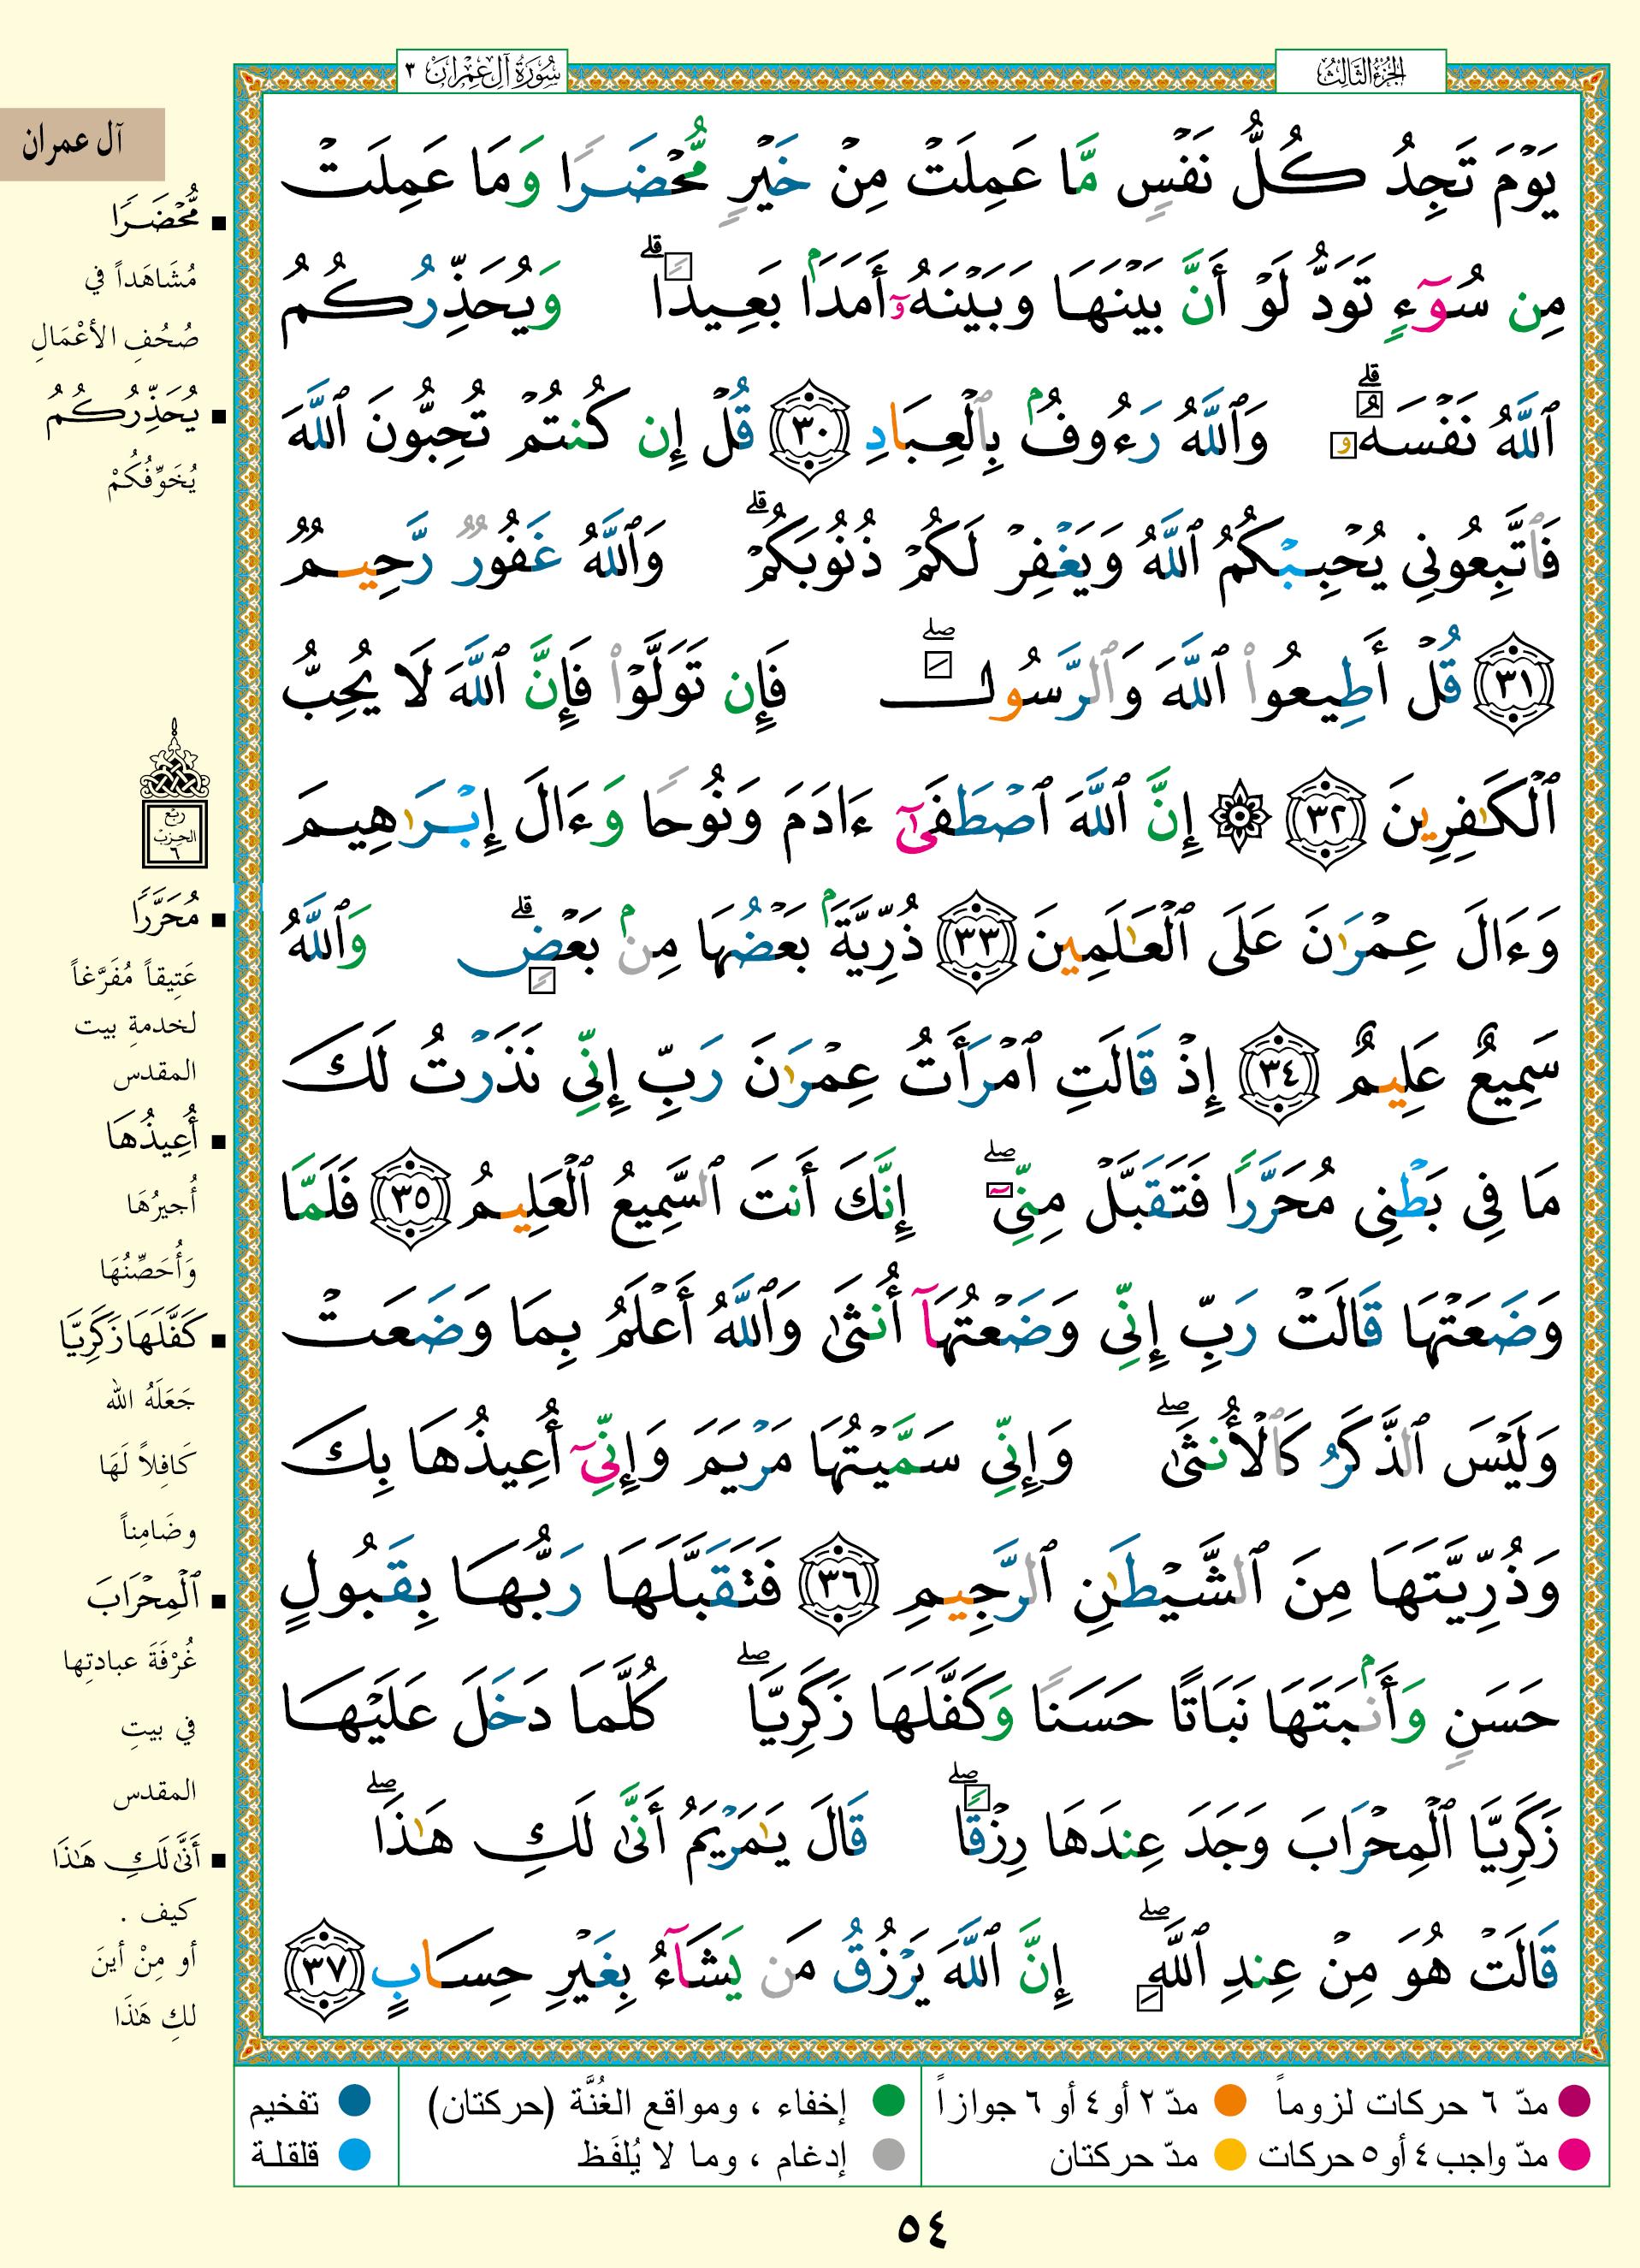 الجزء الثالث
سورة آل عمران ٣
يَوْمَ تَجِدُ كُلُّ نَفْسٍ مَّا عَمِلَتْ مِنْ خَيْرٍ مُّحْضَرًا وَمَا عَمِلَتْ
مِن سُوٓءٍ تَوَدُّ لَوْ أَنَّ بَيْنَهَا وَبَيْنَهُۥٓ أَمَدًۢا بَعِيدًا ۗ وَيُحَذِّرُكُمُ
ٱللَّهُ نَفْسَهُۥ ۗ وَٱللَّهُ رَءُوفٌۢ بِٱلْعِبَادِ ٣٠ قُلْ إِن كُنتُمْ تُحِبُّونَ ٱللَّهَ
فَٱتَّبِعُونِى يُحْبِبْكُمُ ٱللَّهُ وَيَغْفِرْ لَكُمْ ذُنُوبَكُمْ ۗ وَٱللَّهُ غَفُورٌ رَّحِيمٌ
٣١ قُلْ أَطِيعُوا۟ ٱللَّهَ وَٱلرَّسُولَ ۖ فَإِن تَوَلَّوْا۟ فَإِنَّ ٱللَّهَ لَا يُحِبُّ
ٱلْكَـٰفِرِينَ ٣٢ ۞ إِنَّ ٱللَّهَ ٱصْطَفَىٰٓ ءَادَمَ وَنُوحًا وَءَالَ إِبْرَٰهِيمَ
وَءَالَ عِمْرَٰنَ عَلَى ٱلْعَـٰلَمِينَ ٣٣ ذُرِّيَّةًۢ بَعْضُهَا مِنۢ بَعْضٍ ۗ وَٱللَّهُ
سَمِيعٌ عَلِيمٌ ٣٤ إِذْ قَالَتِ ٱمْرَأَتُ عِمْرَٰنَ رَبِّ إِنِّى نَذَرْتُ لَكَ
مَا فِى بَطْنِى مُحَرَّرًا فَتَقَبَّلْ مِنِّىٓ ۖ إِنَّكَ أَنتَ ٱلسَّمِيعُ ٱلْعَلِيمُ ٣٥ فَلَمَّا
وَضَعَتْهَا قَالَتْ رَبِّ إِنِّى وَضَعْتُهَآ أُنثَىٰ وَٱللَّهُ أَعْلَمُ بِمَا وَضَعَتْ
وَلَيْسَ ٱلذَّكَرُ كَٱلْأُنثَىٰ ۖ وَإِنِّى سَمَّيْتُهَا مَرْيَمَ وَإِنِّىٓ أُعِيذُهَا بِكَ
وَذُرِّيَّتَهَا مِنَ ٱلشَّيْطَـٰنِ ٱلرَّجِيمِ ٣٦ فَتَقَبَّلَهَا رَبُّهَا بِقَبُولٍ
حَسَنٍ وَأَنۢبَتَهَا نَبَاتًا حَسَنًا وَكَفَّلَهَا زَكَرِيَّا ۖ كُلَّمَا دَخَلَ عَلَيْهَا
زَكَرِيَّا ٱلْمِحْرَابَ وَجَدَ عِندَهَا رِزْقًا ۖ قَالَ يَـٰمَرْيَمُ أَنَّىٰ لَكِ هَـٰذَا ۖ
قَالَتْ هُوَ مِنْ عِندِ ٱللَّهِ ۖ إِنَّ ٱللَّهَ يَرْزُقُ مَن يَشَآءُ بِغَيْرِ حِسَابٍ ٣٧
آل عمران
■ مُّحْضَرًا
مُشَاهَداً في
صُحُفِ الأعْمَالِ
■ يُحَذِّرُكُمُ
يُخَوِّفُكُمْ
ربع
الحزب
٦
■ مُحَرَّرًا
عَتِيقاً مُفَرَّغاً
لخدمةِ بيت
المقدس
■ أُعِيذُهَا
أُجيرُهَا
وَأُحَصِّنُهَا
■ كَفَّلَهَا زَكَرِيَّا
جَعَلَهُ الله
كَافِلاً لَهَا
وضَامِناً
■ ٱلْمِحْرَابَ
غُرْفَةَ عبادتِها
في بيتِ
المقدس
■ أَنَّىٰ لَكِ هَـٰذَا
كيف .
أو مِنْ أينَ
لكِ هَذَا
مدّ ٦ حركات لزوماً مدّ ٢ أو ٤ أو ٦ جوازاً إخفاء ، ومواقع الغُنَّة (حركتان) تفخيم
مدّ واجب ٤ أو ٥ حركات مدّ حركتان إدغام ، وما لا يُلفَظ قلقلة
٥٤